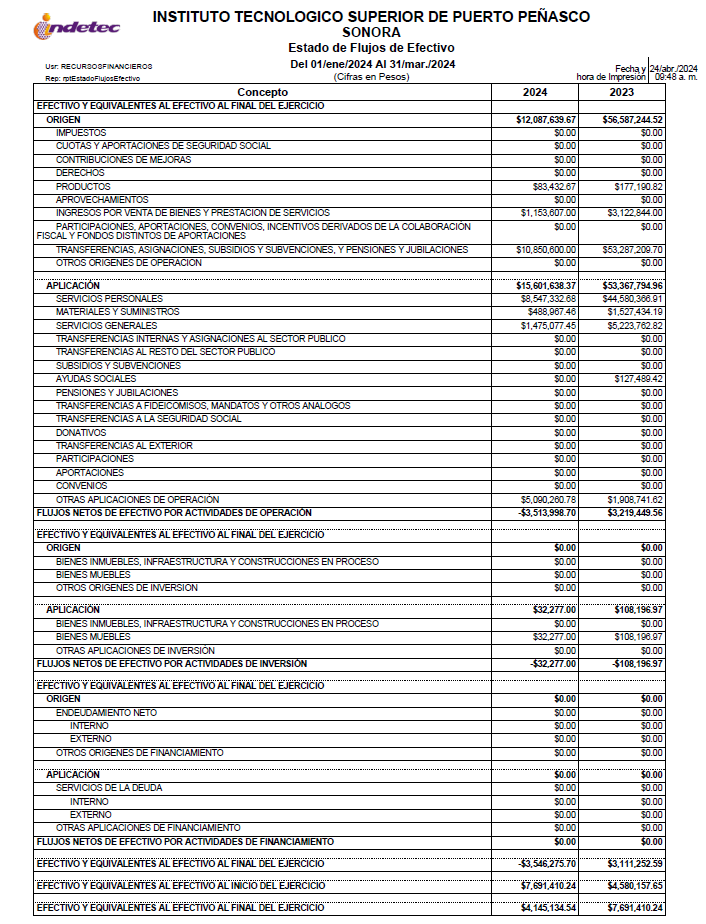 indetec
INSTITUTO TECNOLOGICO SUPERIOR DE PUERTO PEÑASCO
SONORA
Estado de Flujos de Efectivo
Del 01/ene/2024 Al 31/mar./2024
(Cifras en Pesos)
Usr: RECURSOSFINANCIEROS
Rep: rptEstadoFlujosEfectivo
Fecha y 24/abr./2024
hora de Impresión 09:48 a. m.
Concepto 2024 2023
EFECTIVO Y EQUIVALENTES AL EFECTIVO AL FINAL DEL EJERCICIO
ORIGEN $12,087,639.67 $56,587,244.52
IMPUESTOS $0.00 $0.00
CUOTAS Y APORTACIONES DE SEGURIDAD SOCIAL $0.00 $0.00
CONTRIBUCIONES DE MEJORAS $0.00 $0.00
DERECHOS $0.00 $0.00
PRODUCTOS $83,432.67 $177,190.82
APROVECHAMIENTOS $0.00 $0.00
INGRESOS POR VENTA DE BIENES Y PRESTACION DE SERVICIOS $1,153,607.00 $3,122,844.00
PARTICIPACIONES, APORTACIONES, CONVENIOS, INCENTIVOS DERIVADOS DE LA COLABORACIÓN $0.00 $0.00
FISCAL Y FONDOS DISTINTOS DE APORTACIONES
TRANSFERENCIAS, ASIGNACIONES, SUBSIDIOS Y SUBVENCIONES, Y PENSIONES Y JUBILACIONES $10,850,600.00 $53,287,209.70
OTROS ORIGENES DE OPERACION $0.00 $0.00
APLICACIÓN $15,601,638.37 $53,367,794.96
SERVICIOS PERSONALES $8,547,332.68 $44,580,366.91
MATERIALES Y SUMINISTROS $488,967.46 $1,527,434.19
SERVICIOS GENERALES $1,475,077.45 $5,223,762.82
TRANSFERENCIAS INTERNAS Y ASIGNACIONES AL SECTOR PUBLICO $0.00 $0.00
TRANSFERENCIAS AL RESTO DEL SECTOR PUBLICO $0.00 $0.00
SUBSIDIOS Y SUBVENCIONES $0.00 $0.00
AYUDAS SOCIALES $0.00 $127,489.42
PENSIONES Y JUBILACIONES $0.00 $0.00
TRANSFERENCIAS A FIDEICOMISOS, MANDATOS Y OTROS ANALOGOS $0.00 $0.00
TRANSFERENCIAS A LA SEGURIDAD SOCIAL $0.00 $0.00
DONATIVOS $0.00 $0.00
TRANSFERENCIAS AL EXTERIOR $0.00 $0.00
PARTICIPACIONES $0.00 $0.00
APORTACIONES $0.00 $0.00
CONVENIOS $0.00 $0.00
OTRAS APLICACIONES DE OPERACIÓN $5,090,260.78 $1,908,741.62
FLUJOS NETOS DE EFECTIVO POR ACTIVIDADES DE OPERACIÓN -$3,513,998.70 $3,219,449.56
EFECTIVO Y EQUIVALENTES AL EFECTIVO AL FINAL DEL EJERCICIO
ORIGEN $0.00 $0.00
BIENES INMUEBLES, INFRAESTRUCTURA Y CONSTRUCCIONES EN PROCESO $0.00 $0.00
BIENES MUEBLES $0.00 $0.00
OTROS ORIGENES DE INVERSION $0.00 $0.00
APLICACIÓN $32,277.00 $108,196.97
BIENES INMUEBLES, INFRAESTRUCTURA Y CONSTRUCCIONES EN PROCESO $0.00 $0.00
BIENES MUEBLES $32,277.00 $108,196.97
OTRAS APLICACIONES DE INVERSIÓN $0.00 $0.00
FLUJOS NETOS DE EFECTIVO POR ACTIVIDADES DE INVERSIÓN -$32,277.00 -$108,196.97
EFECTIVO Y EQUIVALENTES AL EFECTIVO AL FINAL DEL EJERCICIO
ORIGEN $0.00 $0.00
ENDEUDAMIENTO NETO $0.00 $0.00
INTERNO $0.00 $0.00
EXTERNO $0.00 $0.00
OTROS ORIGENES DE FINANCIAMIENTO $0.00 $0.00
APLICACIÓN $0.00 $0.00
SERVICIOS DE LA DEUDA $0.00 $0.00
INTERNO $0.00 $0.00
EXTERNO $0.00 $0.00
OTRAS APLICACIONES DE FINANCIAMIENTO $0.00 $0.00
FLUJOS NETOS DE EFECTIVO POR ACTIVIDADES DE FINANCIAMIENTO $0.00 $0.00
EFECTIVO Y EQUIVALENTES AL EFECTIVO AL FINAL DEL EJERCICIO -$3,546,275.70 $3,111,252.59
EFECTIVO Y EQUIVALENTES AL EFECTIVO AL INICIO DEL EJERCICIO $7,691,410.24 $4,580,157.65
EFECTIVO Y EQUIVALENTES AL EFECTIVO AL FINAL DEL EJERCICIO $4,145,134.54 $7,691,410.24